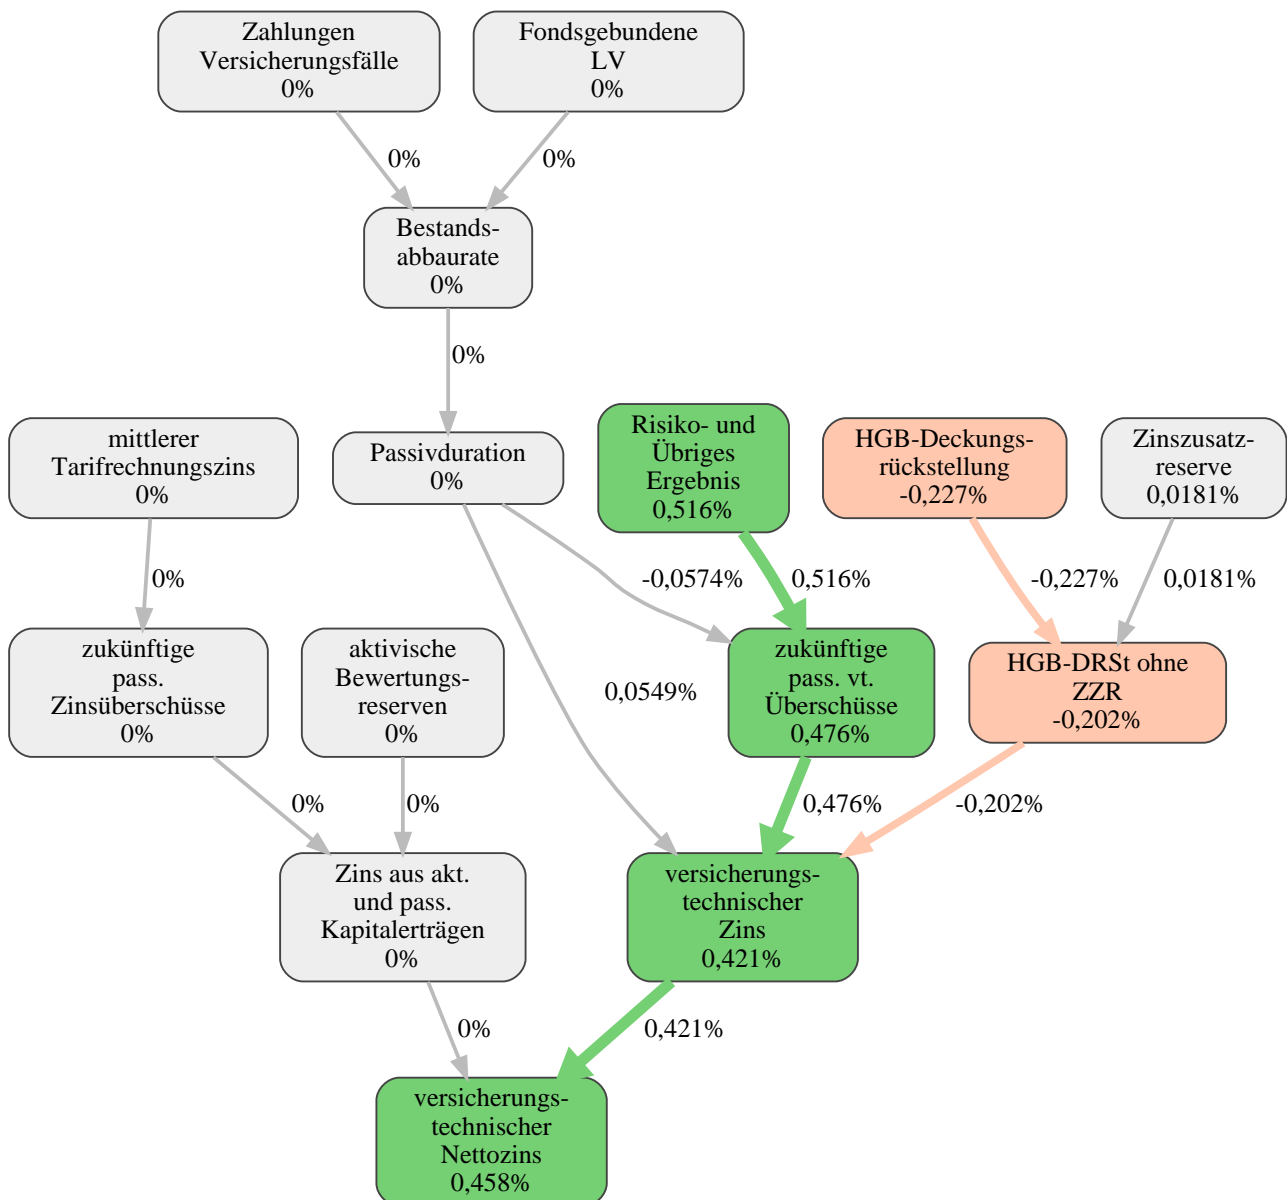 Zahlungen
Versicherungsfälle
0%
Fondsgebundene
LV
0%
0%
0%
Bestands-
abbaurate
0%
0%
mittlerer
Tarifrechnungszins
0%
Passivduration
0%
Risiko- und
Übriges
Ergebnis
0,516%
HGB-Deckungs-
rückstellung
-0,227%
Zinszusatz-
reserve
0,0181%
0%
-0,0574%
0,516%
-0,227%
0,0181%
zukünftige
pass.
Zinsüberschüsse
0%
aktivische
Bewertungs-
reserven
0%
0,0549%
zukünftige
pass. vt.
Überschüsse
0,476%
HGB-DRSt ohne
ZZR
-0,202%
0%
0%
0,476%
-0,202%
Zins aus akt.
und pass.
Kapitalerträgen
0%
versicherungs-
technischer
Zins
0,421%
0%
0,421%
versicherungs-
technischer
Nettozins
0,458%